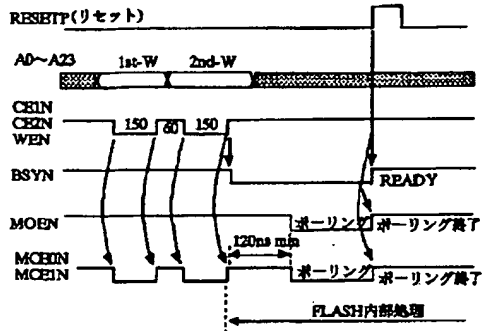 RESETP(リセット)
A0～A23 1st-W 2nd-W
CE1N
CE2N 150 60 150
WEN
BSYN READY
MOEN ポーリング ポーリング終了
120ns min
MCE0N ポーリング
MCE1N ポーリング終了
FLASH内部処理